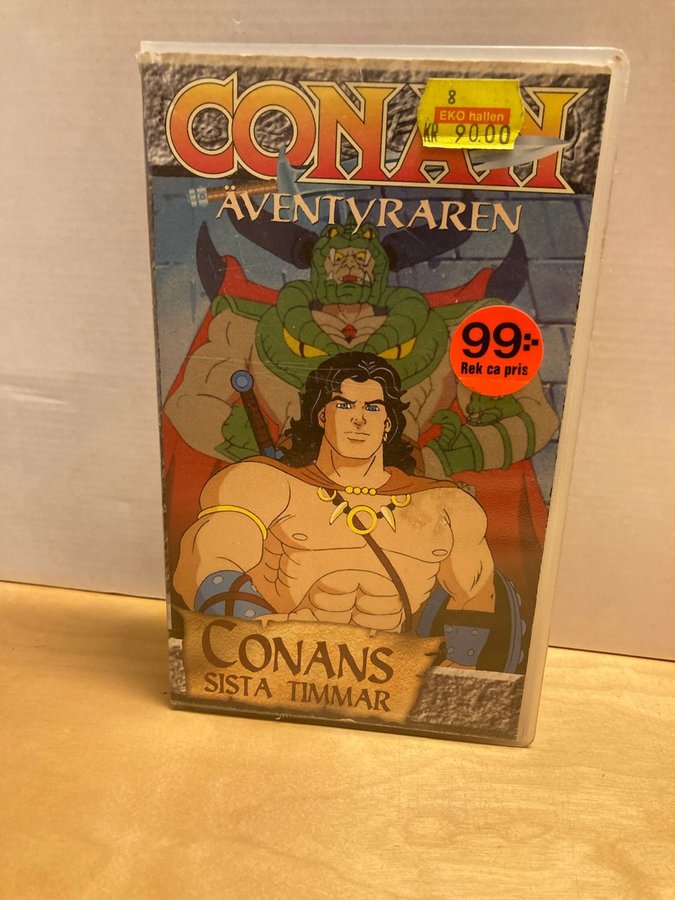 CONAN
8
EKO hallen
KR 90.00
ÄVENTYRAREN
99:-
Rek ca pris
CONANS
SISTA TIMMAR